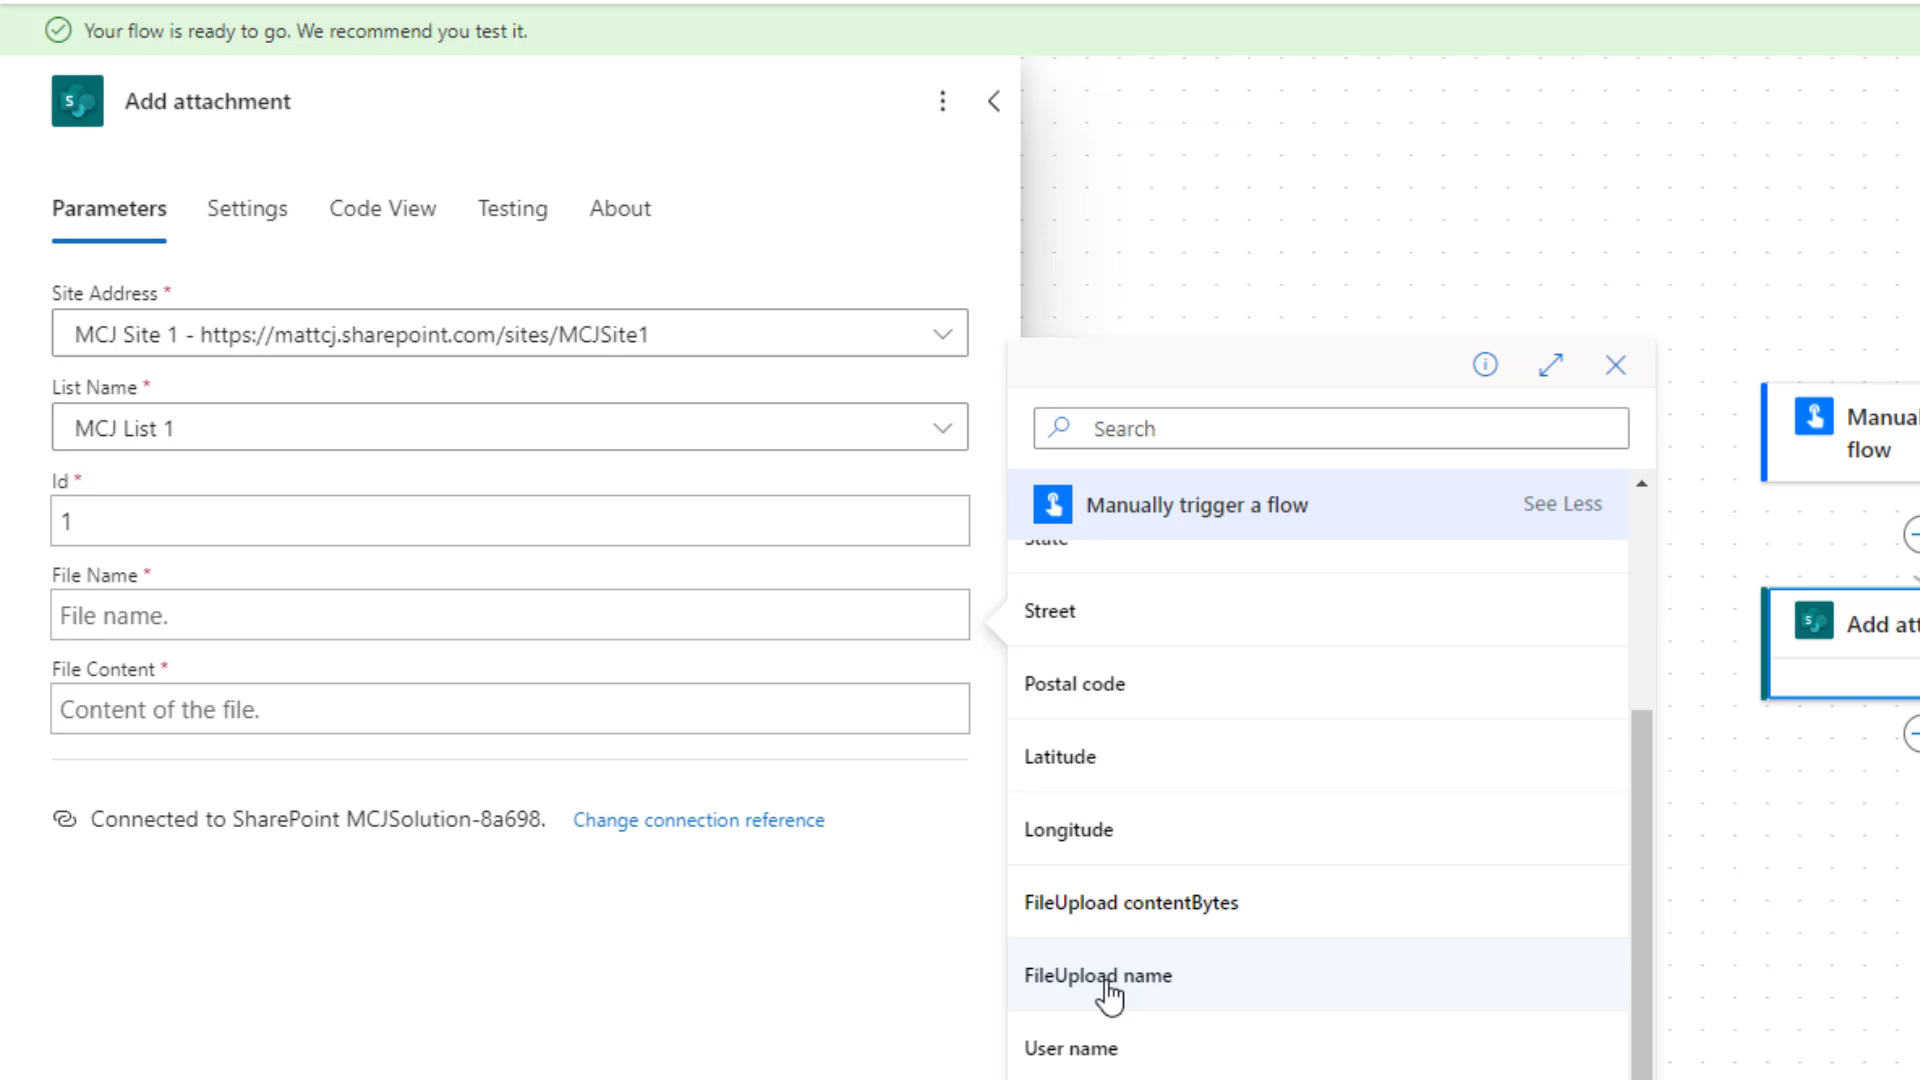 Your flow is ready to go. We recommend you test it.
Add attachment
Parameters Settings Code View Testing About
Site Address *
MCJ Site 1 - https://mattcj.sharepoint.com/sites/MCJSite1
List Name *
MCJ List 1
Id *
1
File Name *
File name.
File Content *
Content of the file.
Connected to SharePoint MCJSolution-8a698. Change connection reference
Search
Manually trigger a flow See Less
State
Street
Postal code
Latitude
Longitude
FileUpload contentBytes
FileUpload name
User name
Manual
flow
Add att